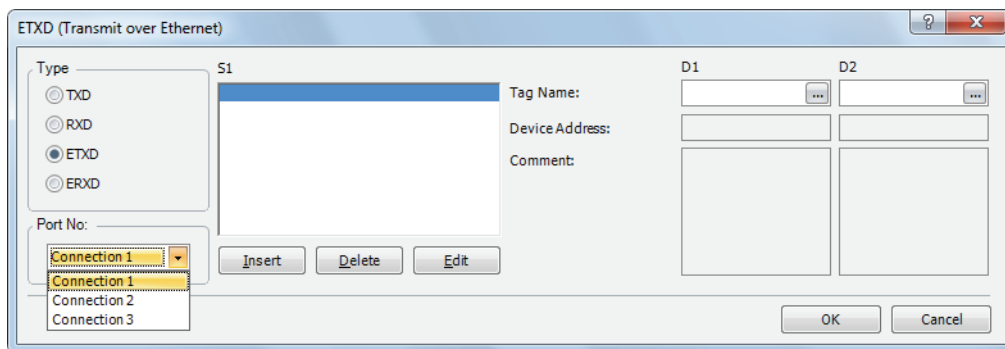 ETXD (Transmit over Ethernet)
Type
TXD
RXD
ETXD
ERXD
Port No:
Connection 1
Connection 1
Connection 2
Connection 3
S1
Insert Delete Edit
D1 D2
Tag Name: ... ...
Device Address:
Comment:
OK Cancel